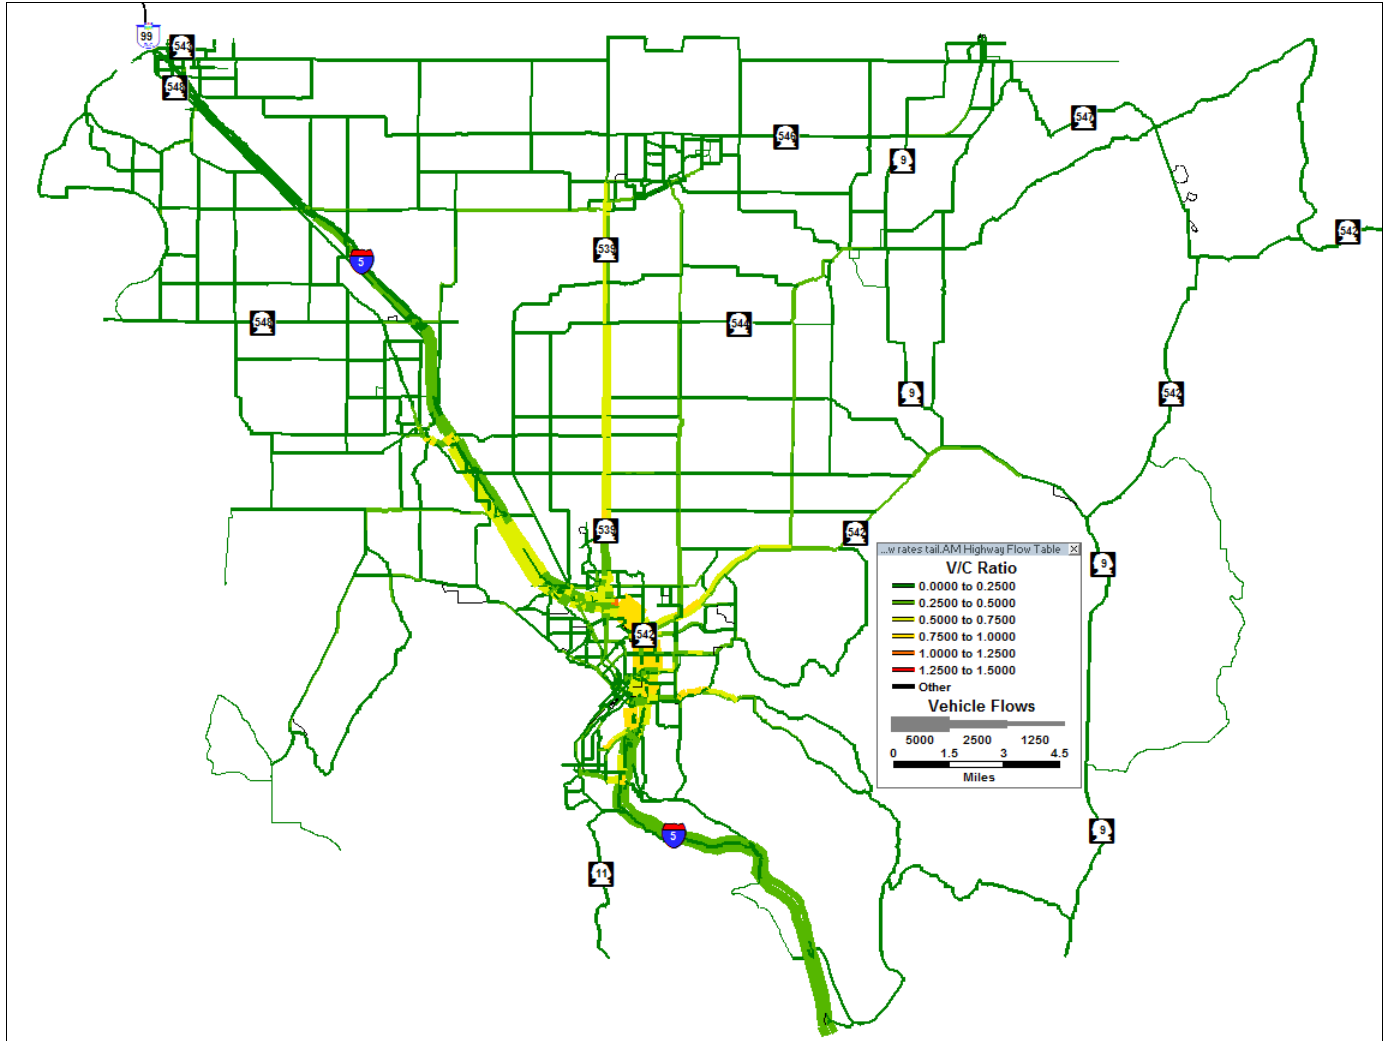 99
543
548
547
546
9
542
539
5
548
544
9
542
539
542
...w rates tail.AM Highway Flow Table
V/C Ratio
0.0000 to 0.2500
0.2500 to 0.5000
0.5000 to 0.7500
0.7500 to 1.0000
1.0000 to 1.2500
1.2500 to 1.5000
Other
Vehicle Flows
5000 2500 1250
0 1.5 3 4.5
Miles
9
542
5
9
11